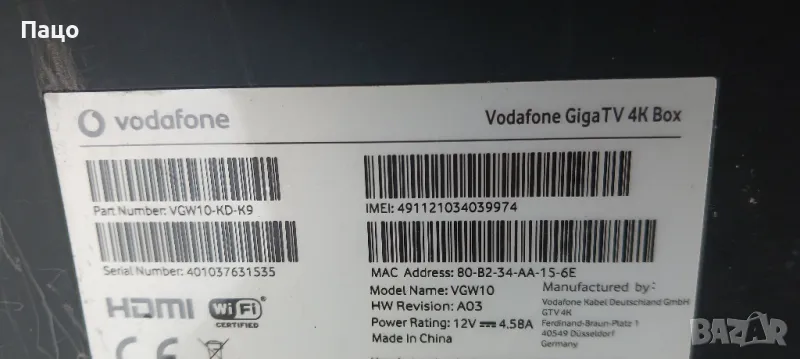 Пацо
vodafone
Vodafone GigaTV 4K Box
Part Number: VGW10-KD-K9
IMEI: 491121034039974
Serial Number: 401037631535
MAC Address: 80-B2-34-AA-15-6E
Model Name: VGW10
HW Revision: A03
Power Rating: 12V ⎓ 4.58A
Made in China
Manufactured by:
Vodafone Kabel Deutschland GmbH
GTV 4K
Ferdinand-Braun-Platz 1
40549 Düsseldorf
Germany
HDMI
WiFi
CERTIFIED
CE
BAZAR